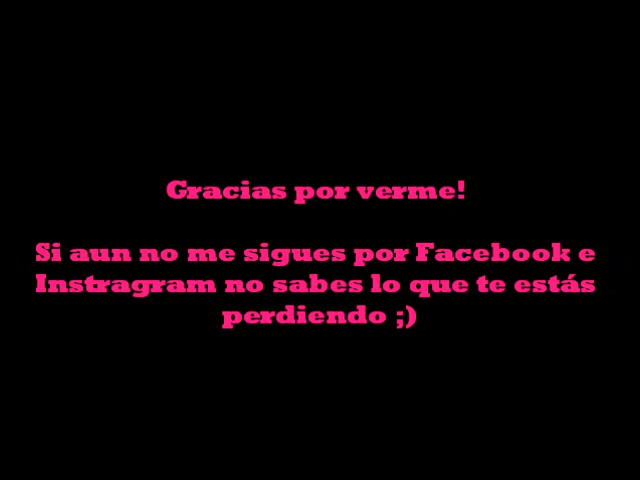 Gracias por verme!
Si aun no me sigues por Facebook e
Instragram no sabes lo que te estás
perdiendo ;)